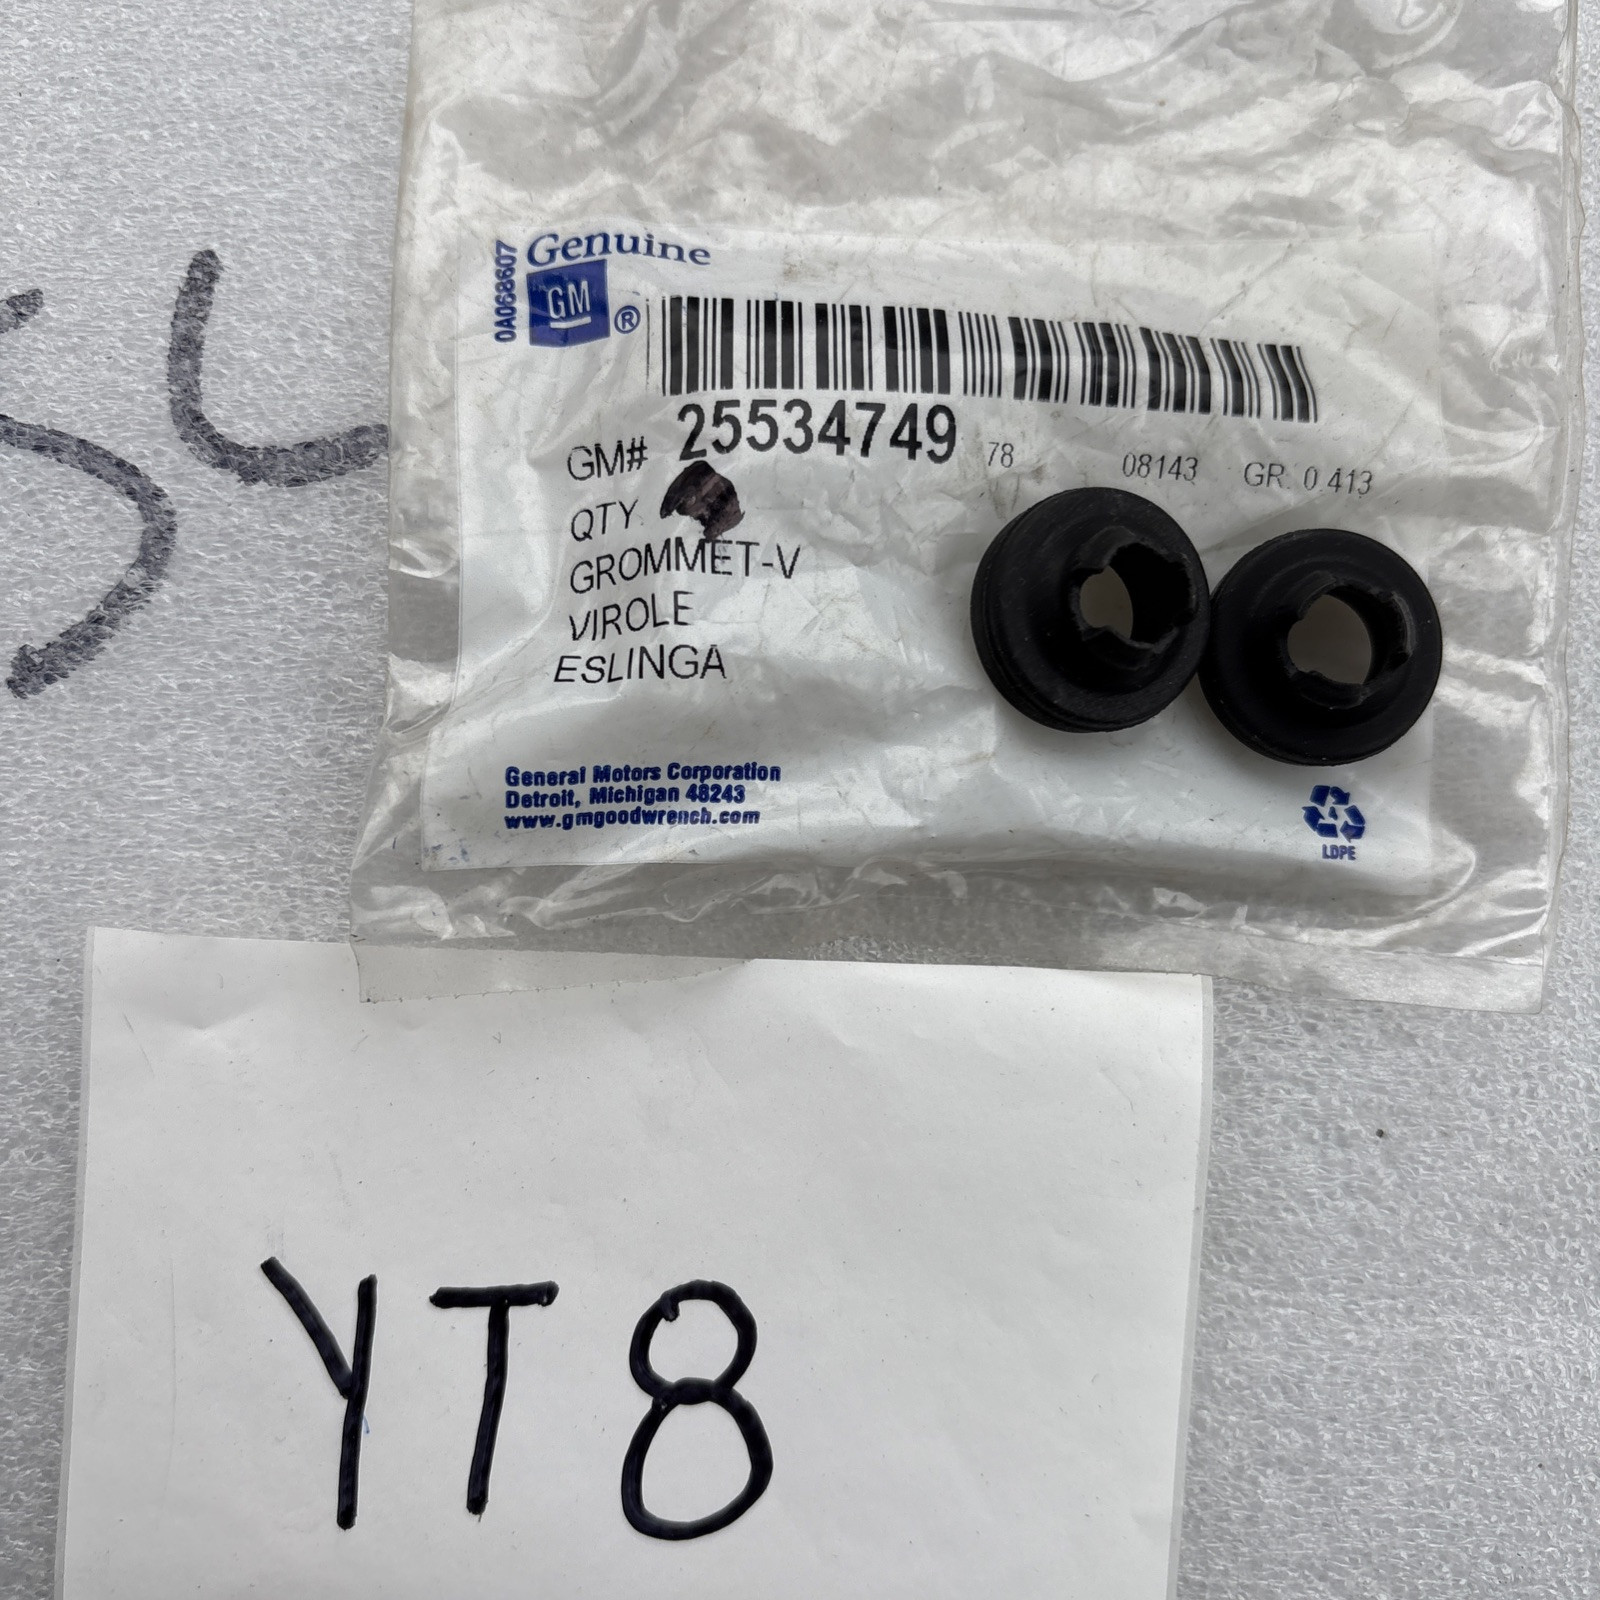 Genuine
0A068607
GM ®
GM# 25534749 78 08143 GR. 0.413
QTY
GROMMET-V
VIROLE
ESLINGA
General Motors Corporation
Detroit, Michigan 48243
www.gmgoodwrench.com
LDPE
YT8